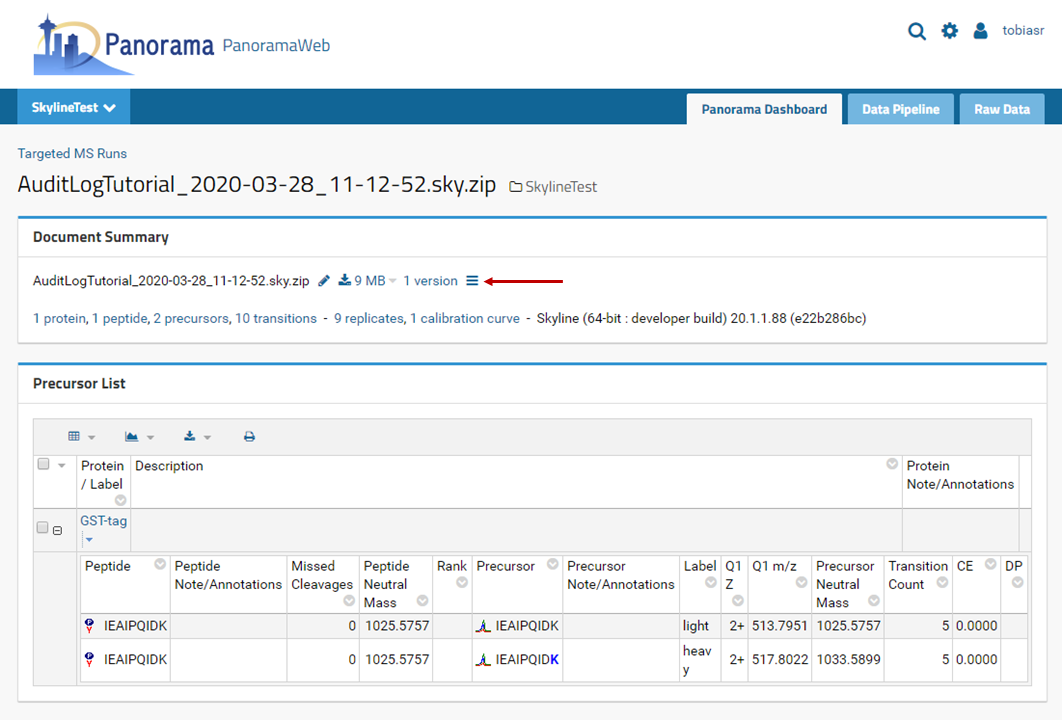 Panorama PanoramaWeb
tobiasr
SkylineTest
Panorama Dashboard Data Pipeline Raw Data
Targeted MS Runs
AuditLogTutorial_2020-03-28_11-12-52.sky.zip SkylineTest
Document Summary
AuditLogTutorial_2020-03-28_11-12-52.sky.zip 9 MB 1 version
1 protein, 1 peptide, 2 precursors, 10 transitions - 9 replicates, 1 calibration curve - Skyline (64-bit : developer build) 20.1.1.88 (e22b286bc)
Precursor List
Protein / Label Description Protein Note/Annotations
GST-tag
Peptide Peptide Note/Annotations Missed Cleavages Peptide Neutral Mass Rank Precursor Precursor Note/Annotations Label Q1 Z Q1 m/z Precursor Neutral Mass Transition Count CE DP
IEAIPQIDK 0 1025.5757 IEAIPQIDK light 2+ 513.7951 1025.5757 5 0.0000
IEAIPQIDK 0 1025.5757 IEAIPQIDK heavy 2+ 517.8022 1033.5899 5 0.0000